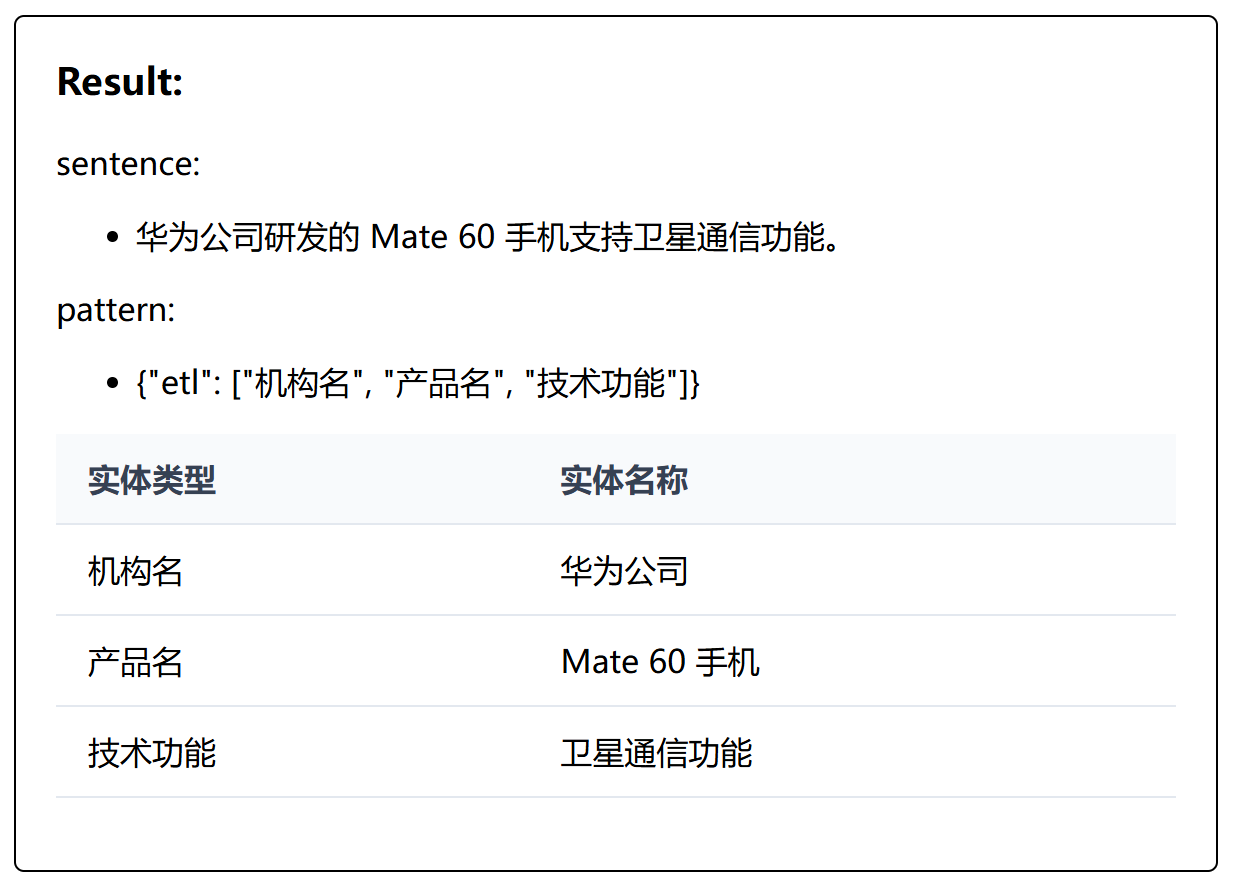 Result:
sentence:
• 华为公司研发的 Mate 60 手机支持卫星通信功能。
pattern:
• {"etl": ["机构名", "产品名", "技术功能"]}
实体类型 实体名称
机构名 华为公司
产品名 Mate 60 手机
技术功能 卫星通信功能